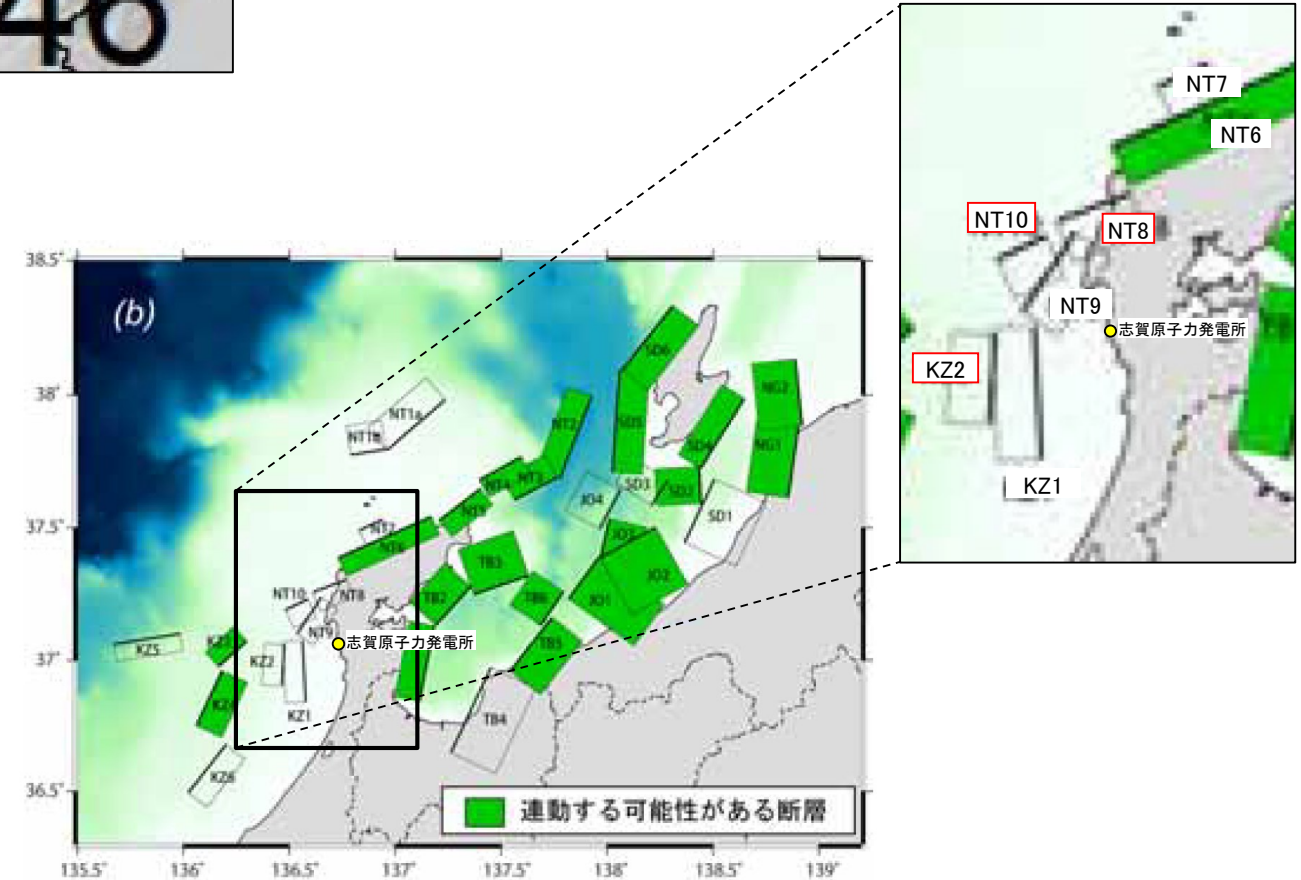 46
NT7
NT6
NT10
NT8
NT9
志賀原子力発電所
KZ2
KZ1
38.5°
(b)
SD6
38°
NT1a
NT1b
NT2
SD5
SD4
NG2
NG1
NT3
NT4
SD3
SD2
JO4
SD1
NT5
37.5°
NT7
NT6
JO3
TB3
JO2
NT10
NT8
TB2
TB6
JO1
NT9
志賀原子力発電所
TB5
KZ5
KZ3
37°
KZ2
KZ4
KZ1
TB4
KZ6
36.5°
連動する可能性がある断層
135.5°
136°
136.5°
137°
137.5°
138°
138.5°
139°